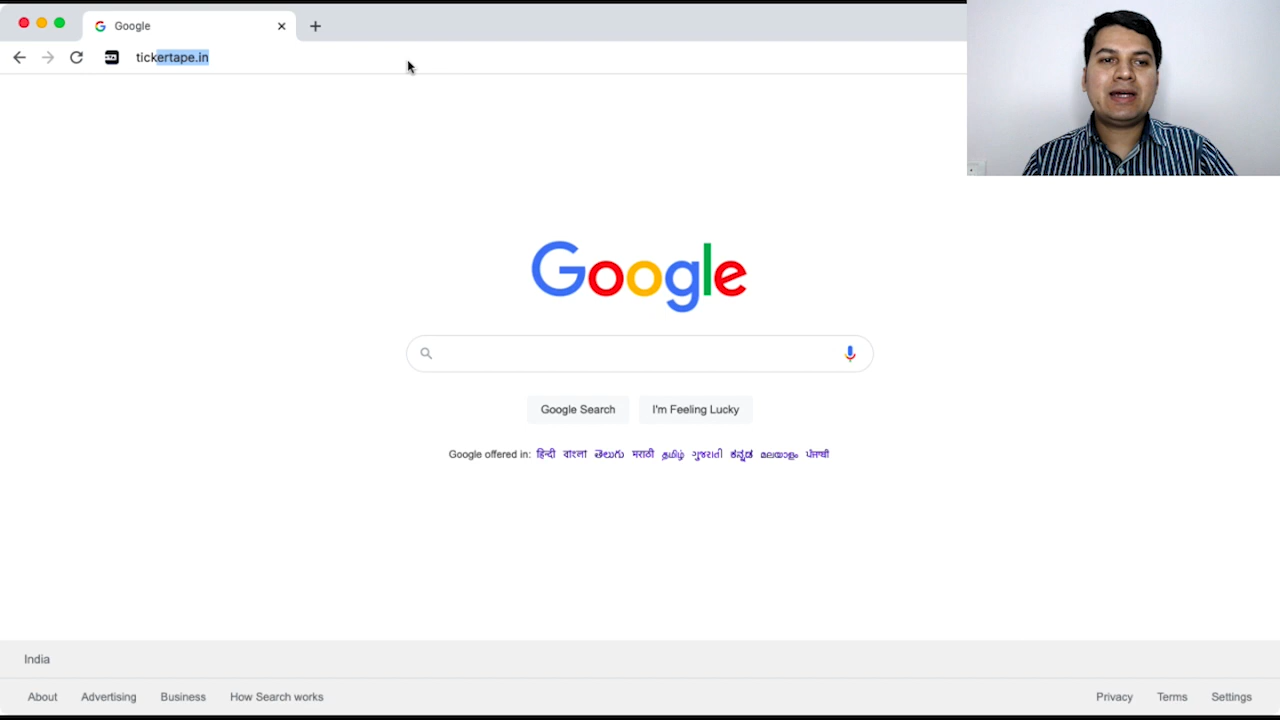 Google
tickertape.in
Google
Google Search I'm Feeling Lucky
Google offered in: हिन्दी বাংলা తెలుగు मराठी தமிழ் ગુજરાતી ಕನ್ನಡ മലയാളം ਪੰਜਾਬੀ
India
About Advertising Business How Search works Privacy Terms Settings